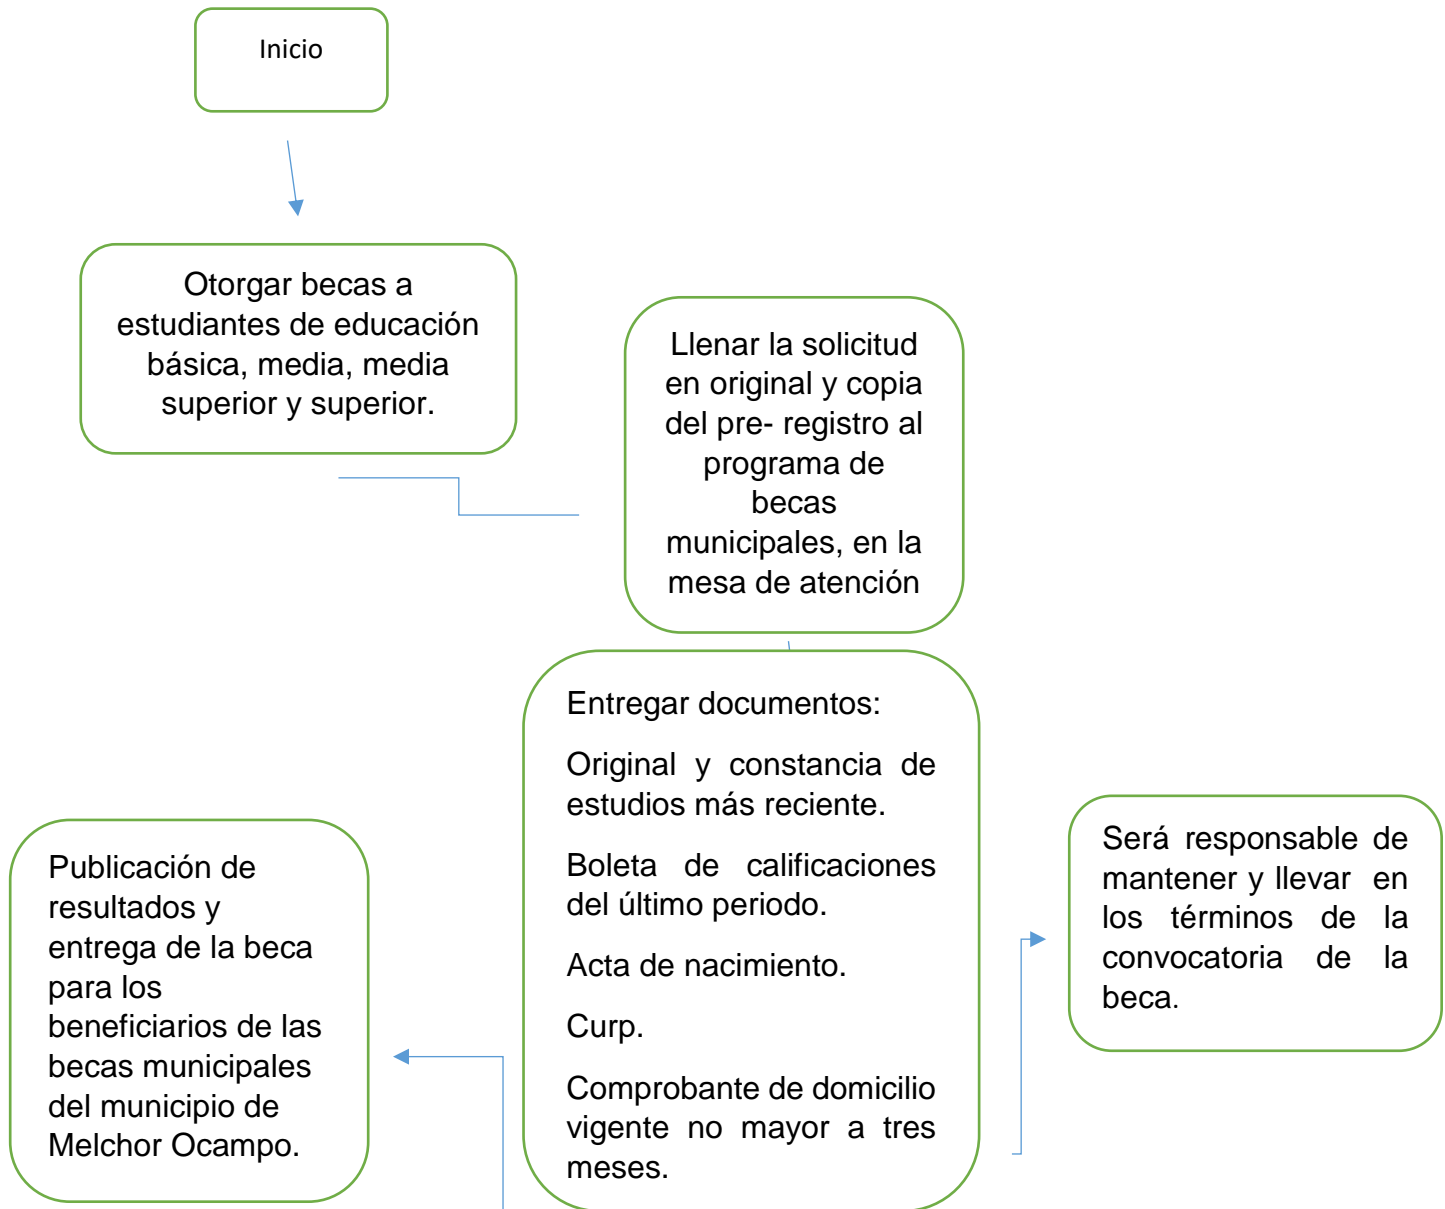 Inicio
Otorgar becas a
estudiantes de educación
básica, media, media
superior y superior.
Llenar la solicitud
en original y copia
del pre- registro al
programa de
becas
municipales, en la
mesa de atención
Entregar documentos:
Original y constancia de
estudios más reciente.
Boleta de calificaciones
del último periodo.
Acta de nacimiento.
Curp.
Comprobante de domicilio
vigente no mayor a tres
meses.
Será responsable de
mantener y llevar en
los términos de la
convocatoria de la
beca.
Publicación de
resultados y
entrega de la beca
para los
beneficiarios de las
becas municipales
del municipio de
Melchor Ocampo.